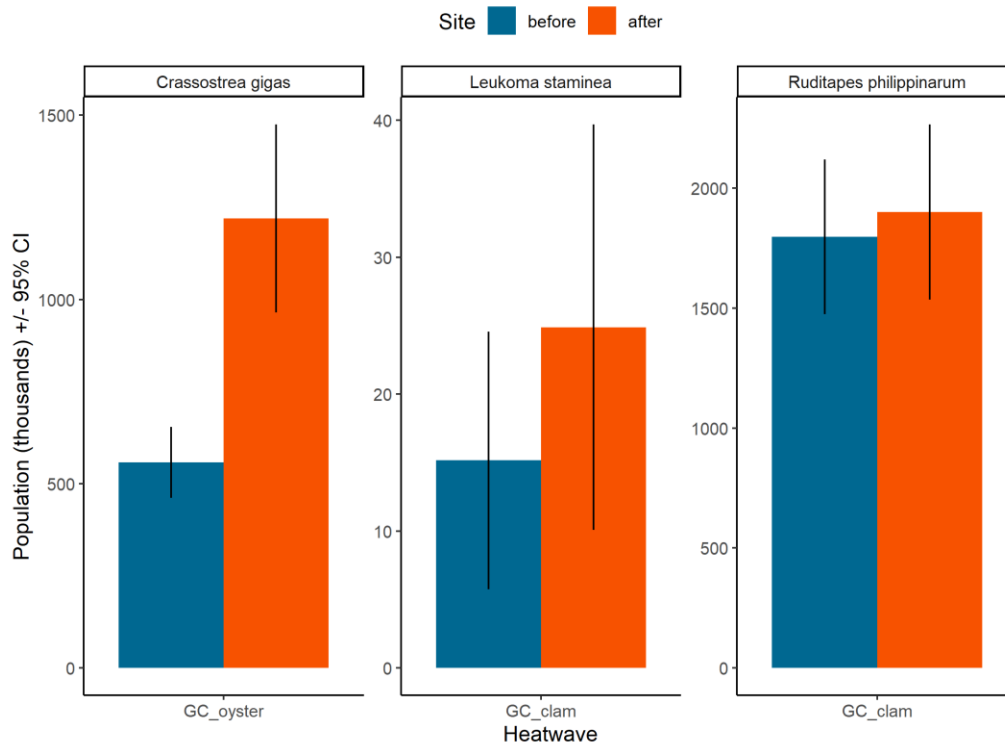 Site before after
Crassostrea gigas
Leukoma staminea
Ruditapes philippinarum
Population (thousands) +/- 95% CI
1500
1000
500
0
40
30
20
10
0
2000
1500
1000
500
0
GC_oyster
GC_clam
GC_clam
Heatwave